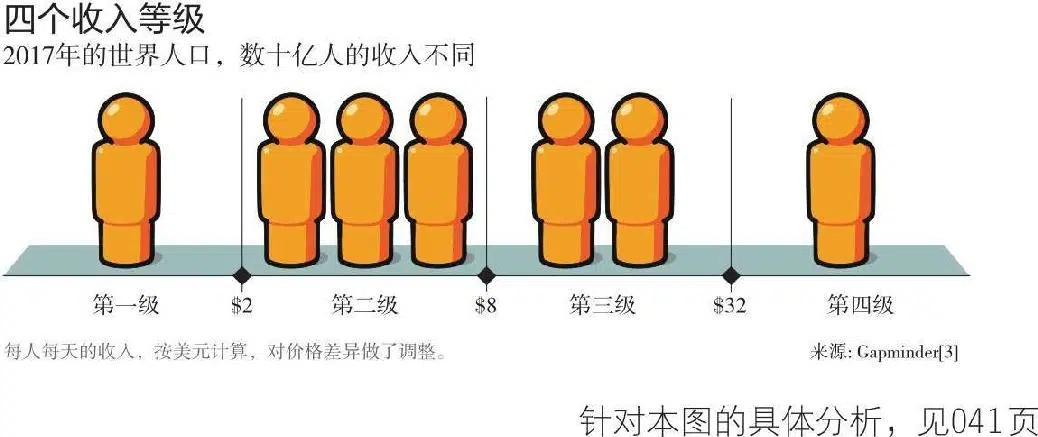 四个收入等级
2017年的世界人口，数十亿人的收入不同
第一级 $2 第二级 $8 第三级 $32 第四级
每人每天的收入，按美元计算，对价格差异做了调整。 来源: Gapminder[3]
针对本图的具体分析，见041页